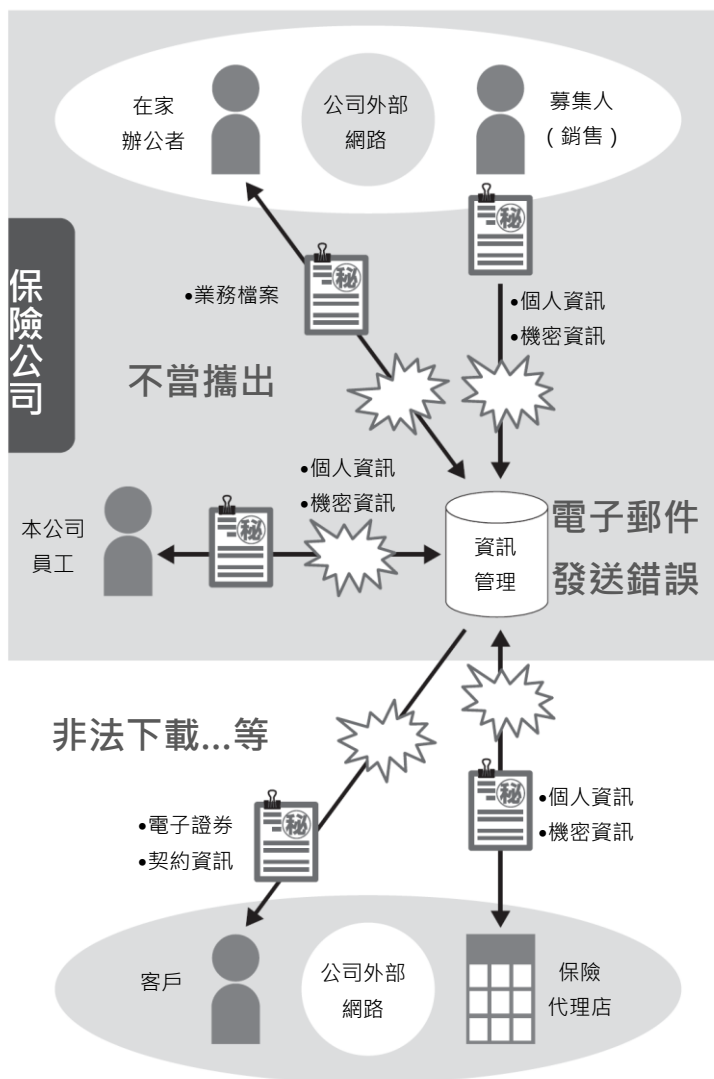 在家
辦公者
公司外部
網路
募集人
(銷售)
秘
秘
•業務檔案
•個人資訊
•機密資訊
保險公司
不當攜出
•個人資訊
•機密資訊
本公司
員工
秘
資訊
管理
電子郵件
發送錯誤
非法下載...等
秘
•個人資訊
•機密資訊
•電子證券
•契約資訊
秘
客戶
公司外部
網路
保險
代理店